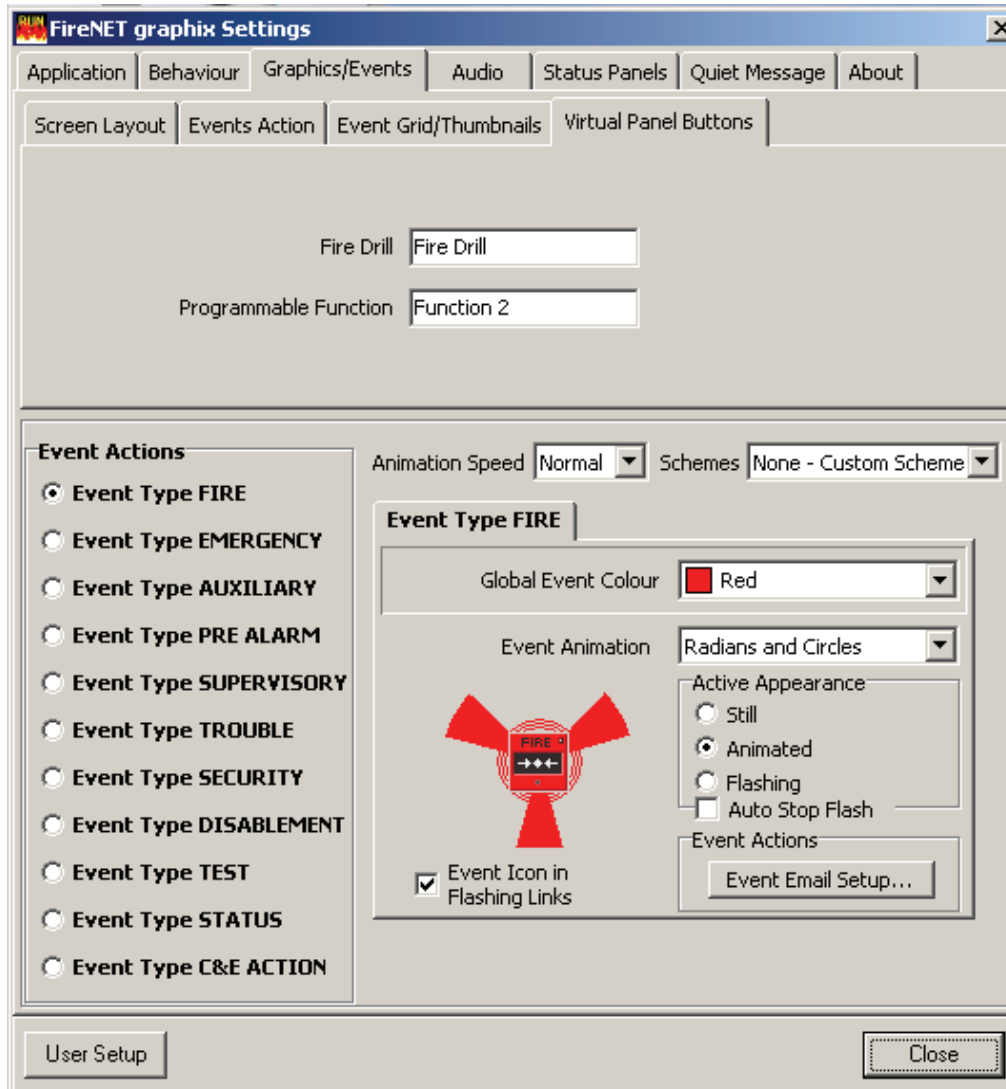 RUN FireNET graphix Settings
Application Behaviour Graphics/Events Audio Status Panels Quiet Message About
Screen Layout Events Action Event Grid/Thumbnails Virtual Panel Buttons
Fire Drill Fire Drill
Programmable Function Function 2
Event Actions
Event Type FIRE
Event Type EMERGENCY
Event Type AUXILIARY
Event Type PRE ALARM
Event Type SUPERVISORY
Event Type TROUBLE
Event Type SECURITY
Event Type DISABLEMENT
Event Type TEST
Event Type STATUS
Event Type C&E ACTION
Animation Speed Normal Schemes None - Custom Scheme
Event Type FIRE
Global Event Colour Red
Event Animation Radians and Circles
FIRE
Active Appearance
Still
Animated
Flashing
Auto Stop Flash
Event Icon in
Flashing Links
Event Actions
Event Email Setup...
User Setup Close